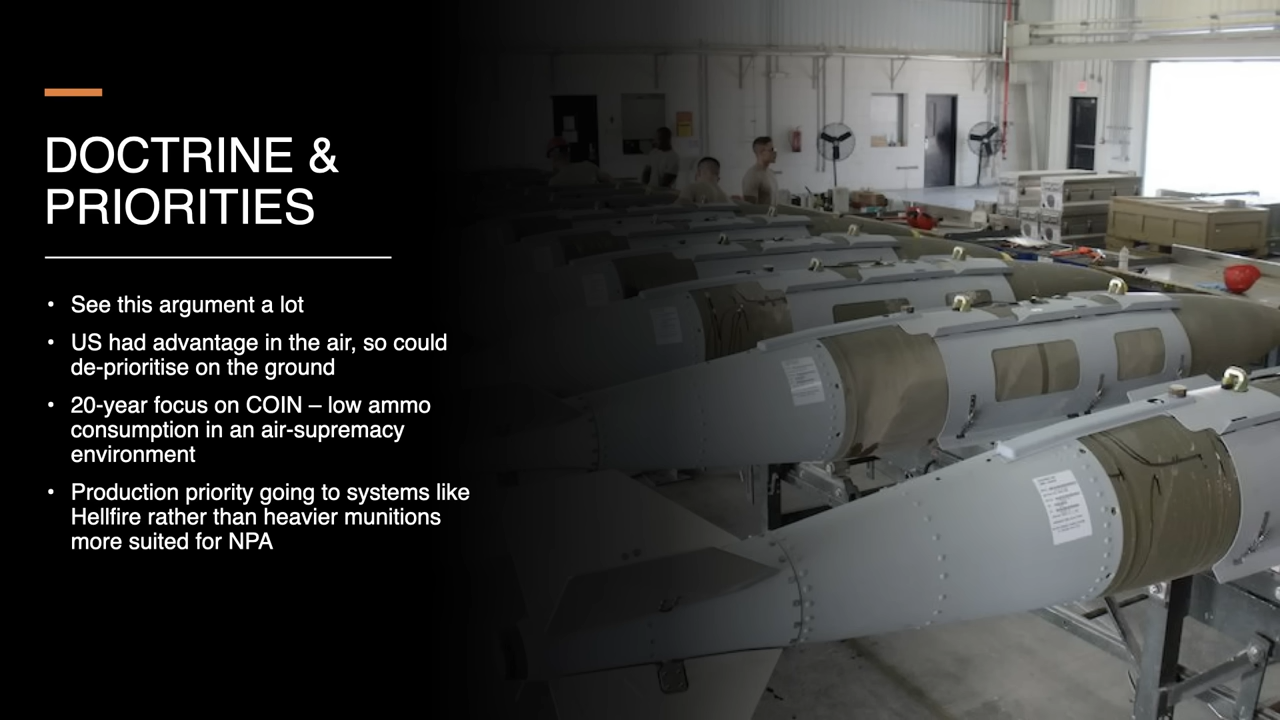 DOCTRINE &
PRIORITIES
• See this argument a lot
• US had advantage in the air, so could
de-prioritise on the ground
• 20-year focus on COIN – low ammo
consumption in an air-supremacy
environment
• Production priority going to systems like
Hellfire rather than heavier munitions
more suited for NPA